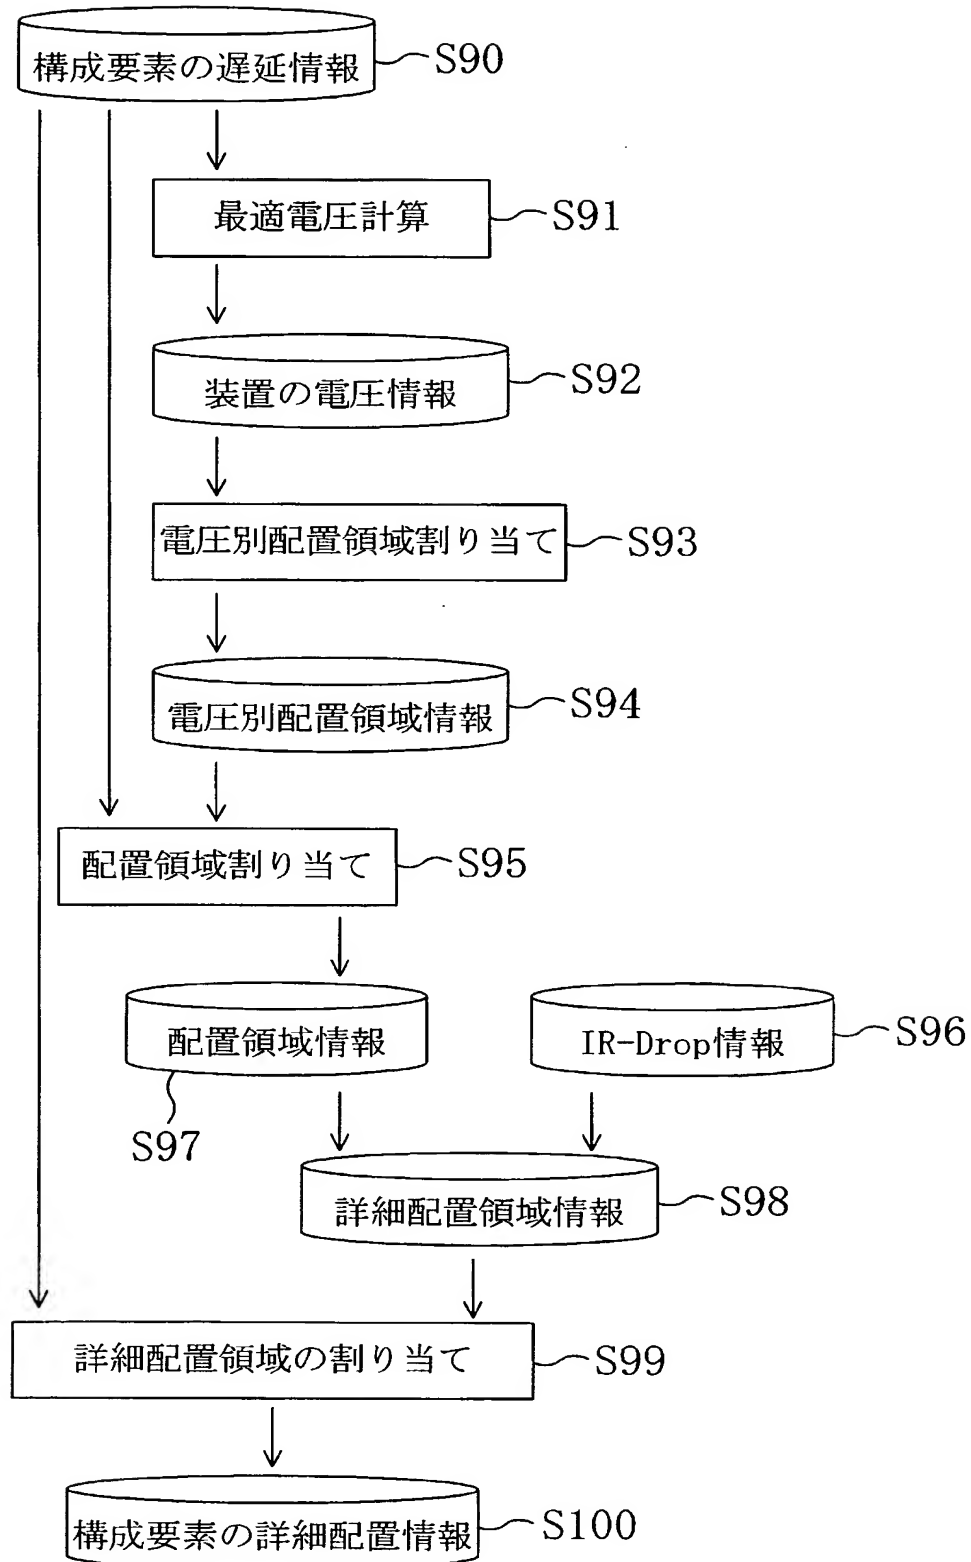 構成要素の遅延情報
S90
最適電圧計算
S91
装置の電圧情報
S92
電圧別配置領域割り当て
S93
電圧別配置領域情報
S94
配置領域割り当て
S95
配置領域情報
S97
IR-Drop情報
S96
詳細配置領域情報
S98
詳細配置領域の割り当て
S99
構成要素の詳細配置情報
S100